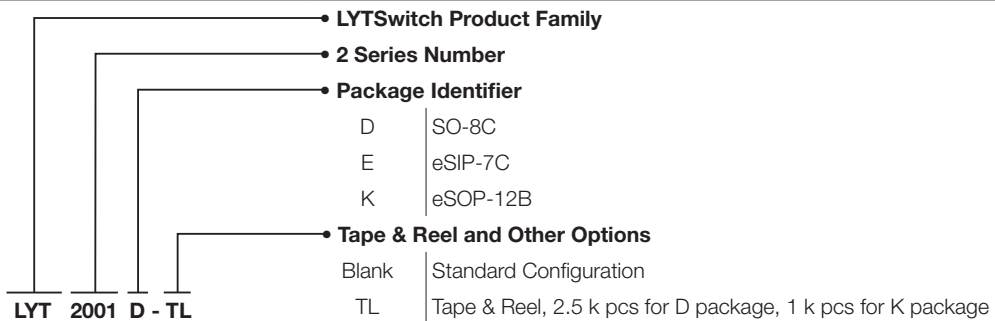 LYTSwitch Product Family
2 Series Number
Package Identifier
D SO-8C
E eSIP-7C
K eSOP-12B
Tape & Reel and Other Options
Blank Standard Configuration
LYT 2001 D - TL TL Tape & Reel, 2.5 k pcs for D package, 1 k pcs for K package